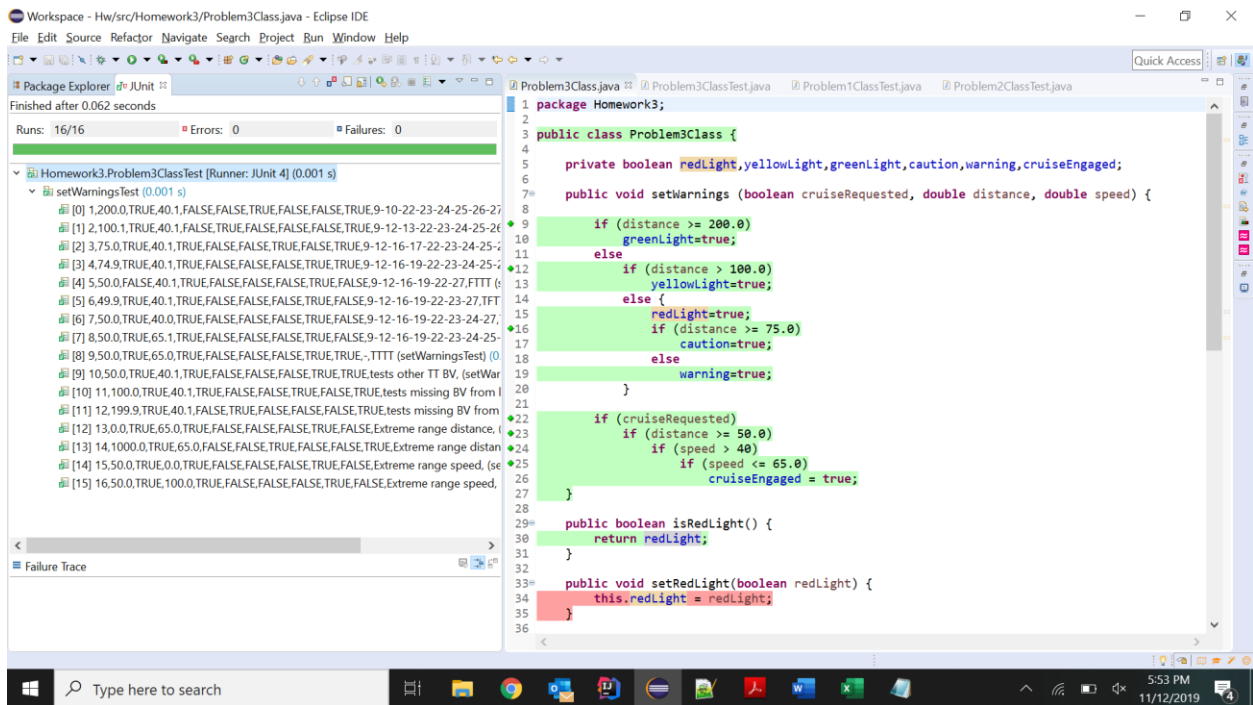 Workspace - Hw/src/Homework3/Problem3Class.java - Eclipse IDE
File Edit Source Refactor Navigate Search Project Run Window Help
Quick Access
Package Explorer JUnit
Finished after 0.062 seconds
Runs: 16/16 Errors: 0 Failures: 0
Homework3.Problem3ClassTest [Runner: JUnit 4] (0.001 s)
setWarningsTest (0.001 s)
[0] 1,200.0,TRUE,40.1,FALSE,FALSE,TRUE,FALSE,FALSE,TRUE,9-10-22-23-24-25-26-27
[1] 2,100.1,TRUE,40.1,FALSE,TRUE,FALSE,FALSE,FALSE,TRUE,9-12-13-22-23-24-25-26
[2] 3,75.0,TRUE,40.1,TRUE,FALSE,FALSE,TRUE,FALSE,TRUE,9-12-16-17-22-23-24-25-2
[3] 4,74.9,TRUE,40.1,TRUE,FALSE,FALSE,FALSE,TRUE,TRUE,9-12-16-19-22-23-24-25-2
[4] 5,50.0,FALSE,40.1,TRUE,FALSE,FALSE,FALSE,TRUE,FALSE,9-12-16-19-22-27,FTTT (s
[5] 6,49.9,TRUE,40.1,TRUE,FALSE,FALSE,FALSE,TRUE,FALSE,9-12-16-19-22-23-27,TFT
[6] 7,50.0,TRUE,40.0,TRUE,FALSE,FALSE,FALSE,TRUE,FALSE,9-12-16-19-22-23-24-27,
[7] 8,50.0,TRUE,65.1,TRUE,FALSE,FALSE,FALSE,TRUE,FALSE,9-12-16-19-22-23-24-25-
[8] 9,50.0,TRUE,65.0,TRUE,FALSE,FALSE,FALSE,TRUE,TRUE,-,TTTT (setWarningsTest) (0.
[9] 10,50.0,TRUE,40.1,TRUE,FALSE,FALSE,FALSE,TRUE,TRUE,tests other TT BV, (setWar
[10] 11,100.0,TRUE,40.1,TRUE,FALSE,FALSE,TRUE,FALSE,TRUE,tests missing BV from
[11] 12,199.9,TRUE,40.1,FALSE,TRUE,FALSE,FALSE,FALSE,TRUE,tests missing BV from
[12] 13,0.0,TRUE,65.0,TRUE,FALSE,FALSE,FALSE,TRUE,FALSE,Extreme range distance, (
[13] 14,1000.0,TRUE,65.0,FALSE,FALSE,TRUE,FALSE,FALSE,TRUE,Extreme range distan
[14] 15,50.0,TRUE,0.0,TRUE,FALSE,FALSE,FALSE,TRUE,FALSE,Extreme range speed, (se
[15] 16,50.0,TRUE,100.0,TRUE,FALSE,FALSE,FALSE,TRUE,FALSE,Extreme range speed,
Failure Trace
Problem3Class.java Problem3ClassTest.java Problem1ClassTest.java Problem2ClassTest.java
1 package Homework3;
2
3 public class Problem3Class {
4
5 private boolean redLight,yellowLight,greenLight,caution,warning,cruiseEngaged;
6
7 public void setWarnings (boolean cruiseRequested, double distance, double speed) {
8
9 if (distance >= 200.0)
10 greenLight=true;
11 else
12 if (distance > 100.0)
13 yellowLight=true;
14 else {
15 redLight=true;
16 if (distance >= 75.0)
17 caution=true;
18 else
19 warning=true;
20 }
21
22 if (cruiseRequested)
23 if (distance >= 50.0)
24 if (speed > 40)
25 if (speed <= 65.0)
26 cruiseEngaged = true;
27 }
28
29 public boolean isRedLight() {
30 return redLight;
31 }
32
33 public void setRedLight(boolean redLight) {
34 this.redLight = redLight;
35 }
36
Type here to search
5:53 PM
11/12/2019
4